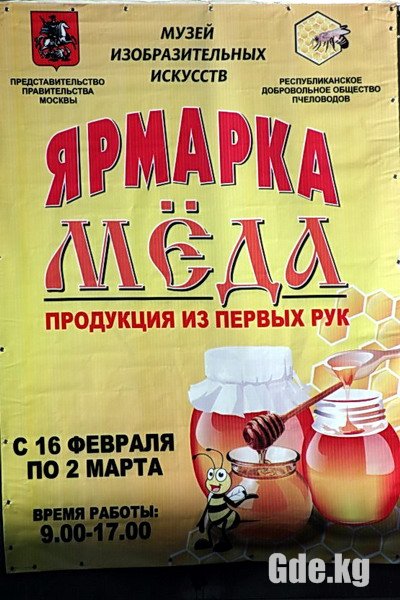 МУЗЕЙ
ИЗОБРАЗИТЕЛЬНЫХ
ИСКУССТВ
ПРЕДСТАВИТЕЛЬСТВО
ПРАВИТЕЛЬСТВА
МОСКВЫ
РЕСПУБЛИКАНСКОЕ
ДОБРОВОЛЬНОЕ ОБЩЕСТВО
ПЧЕЛОВОДОВ
ЯРМАРКА
МЁДА
ПРОДУКЦИЯ ИЗ ПЕРВЫХ РУК
С 16 ФЕВРАЛЯ
ПО 2 МАРТА
ВРЕМЯ РАБОТЫ:
9.00-17.00
Gde.kg